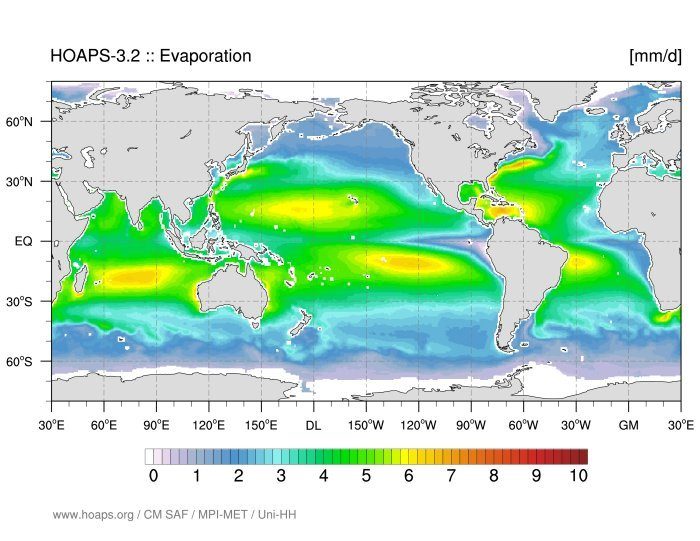 HOAPS-3.2 :: Evaporation [mm/d]
60°N
30°N
EQ
30°S
60°S
30°E 60°E 90°E 120°E 150°E DL 150°W 120°W 90°W 60°W 30°W GM 30°E
0 1 2 3 4 5 6 7 8 9 10
www.hoaps.org / CM SAF / MPI-MET / Uni-HH